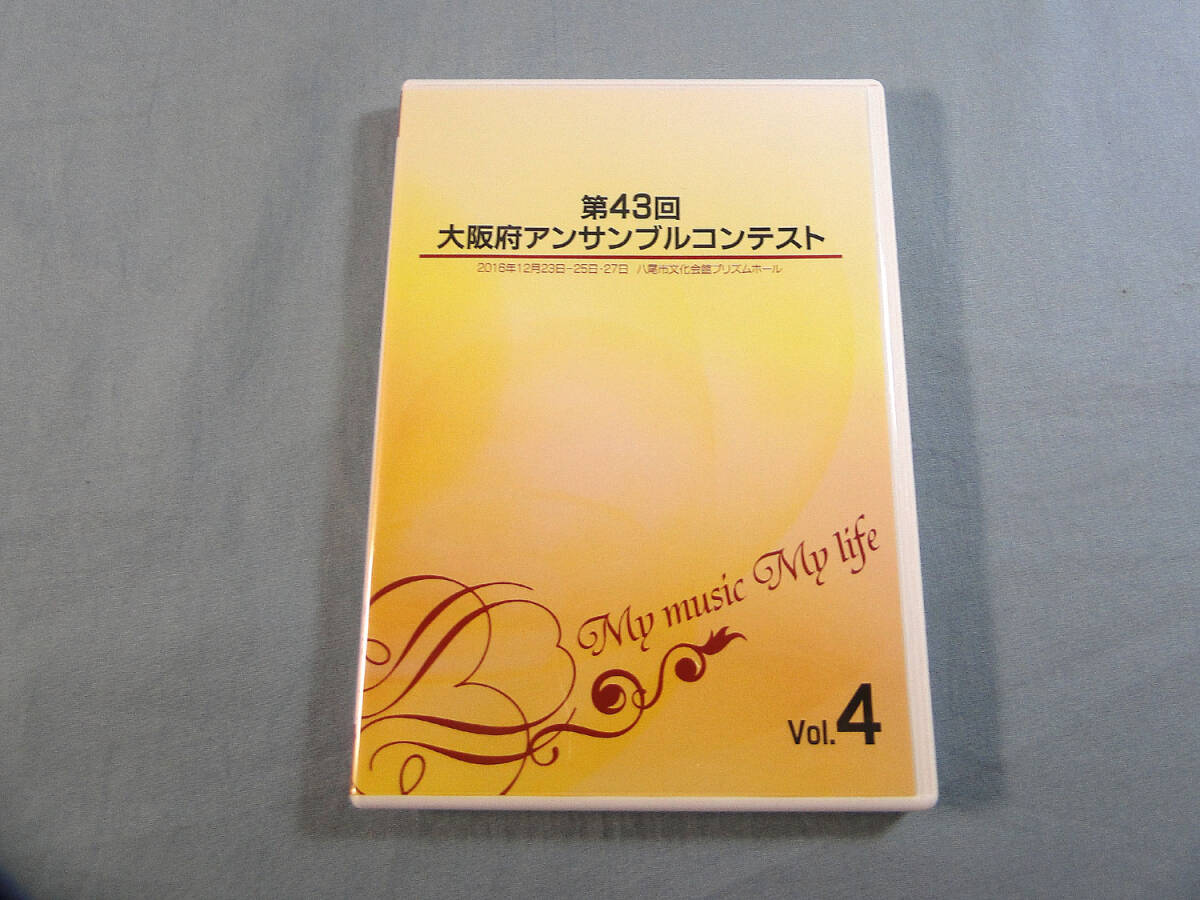 第43回
大阪府アンサンブルコンテスト
2016年12月23日-25日・27日 八尾市文化会館プリズムホール
My music My life
Vol.4